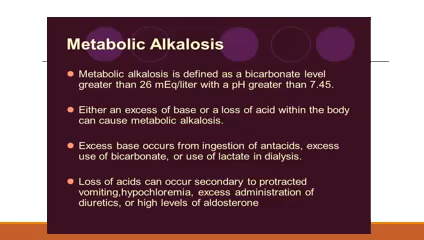 Metabolic Alkalosis
Metabolic alkalosis is defined as a bicarbonate level
greater than 26 mEq/liter with a pH greater than 7.45.
Either an excess of base or a loss of acid within the body
can cause metabolic alkalosis.
Excess base occurs from ingestion of antacids, excess
use of bicarbonate, or use of lactate in dialysis.
Loss of acids can occur secondary to protracted
vomiting,hypochloremia, excess administration of
diuretics, or high levels of aldosterone